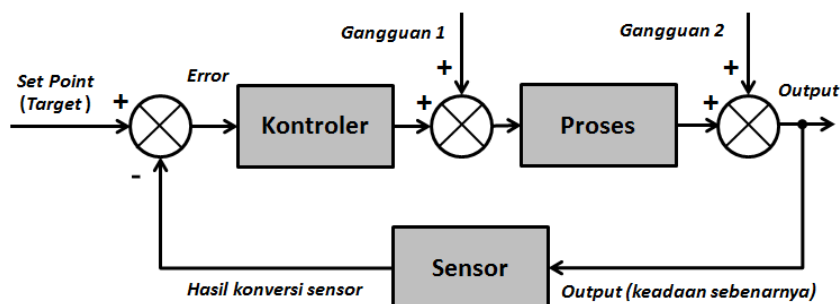 Gangguan 1
Gangguan 2
Set Point
(Target)
Error
Output
+
+
+
+
+
+
Kontroler
Proses
-
Sensor
Hasil konversi sensor
Output (keadaan sebenarnya)